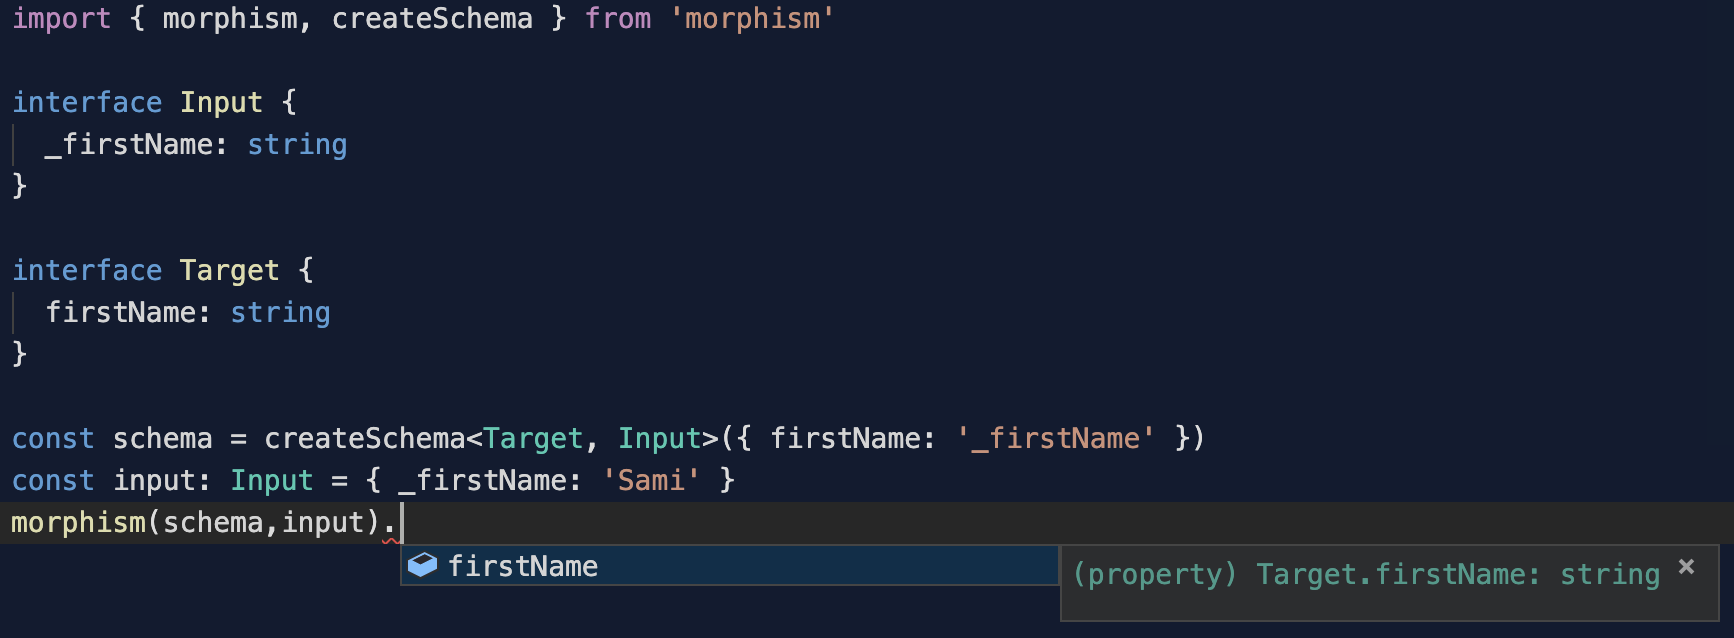 import { morphism, createSchema } from 'morphism'
interface Input {
_firstName: string
}
interface Target {
firstName: string
}
const schema = createSchema<Target, Input>({ firstName: '_firstName' })
const input: Input = { _firstName: 'Sami' }
morphism(schema,input).
firstName
(property) Target.firstName: string ×